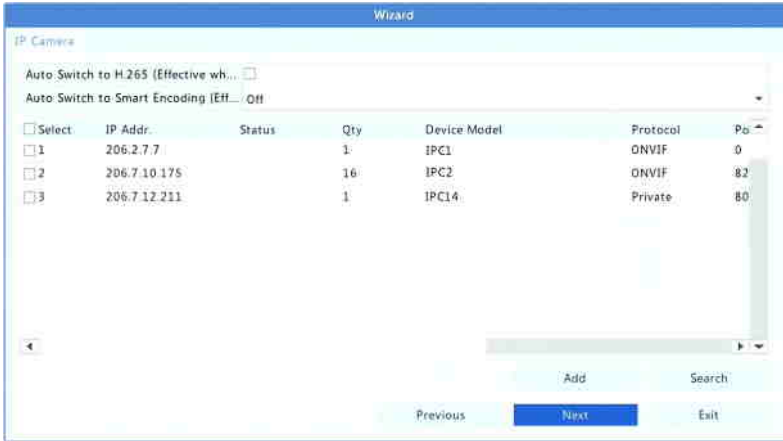 Wizard
IP Camera
Auto Switch to H.265 (Effective wh...
Auto Switch to Smart Encoding (Eff... Off
Select IP Addr. Status Qty Device Model Protocol Po
1 206.2.7.7 1 IPC1 ONVIF 0
2 206.7.10.175 16 IPC2 ONVIF 82
3 206.7.12.211 1 IPC14 Private 80
Add Search
Previous Next Exit